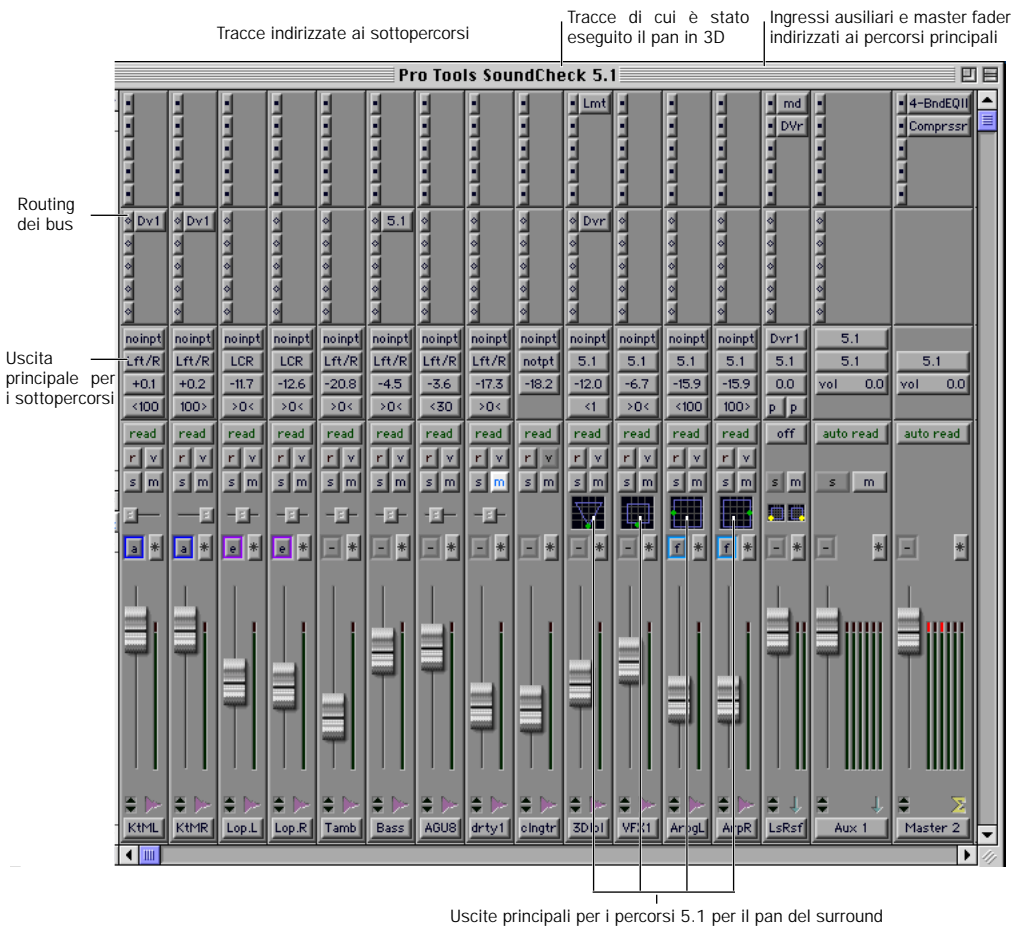 Tracce indirizzate ai sottopercorsi
Tracce di cui è stato
eseguito il pan in 3D
Ingressi ausiliari e master fader
indirizzati ai percorsi principali
Pro Tools SoundCheck 5.1
Lmt md 4-BndEQII
DVr Comprssr
Routing
dei bus
Dv1 Dv1 5.1 Dvr
noinpt noinpt noinpt noinpt noinpt noinpt noinpt noinpt noinpt noinpt noinpt noinpt noinpt Dvr1 5.1
Uscita
principale per
i sottopercorsi
Lft/R Lft/R LCR LCR Lft/R Lft/R Lft/R Lft/R notpt 5.1 5.1 5.1 5.1 5.1 5.1 5.1
+0.1 +0.2 -11.7 -12.6 -20.8 -4.5 -3.6 -17.3 -18.2 -12.0 -6.7 -15.9 -15.9 0.0 vol 0.0 vol 0.0
<100 100> >0< >0< >0< >0< <30 >0< <1 >0< <100 100> p p
read read read read read read read read read read read read read off auto read auto read
r v r v r v r v r v r v r v r v r v r v r v r v r v
s m s m s m s m s m s m s m s m s m s m s m s m s m s m s m
a * a * e * e * - * - * - * - * - * - * - * f * f * - * - * - *
KtML KtMR Lop.L Lop.R Tamb Bass AGU8 drty1 clngtr VFX1 ArpR LsRsf Aux 1 Master 2
Uscite principali per i percorsi 5.1 per il pan del surround